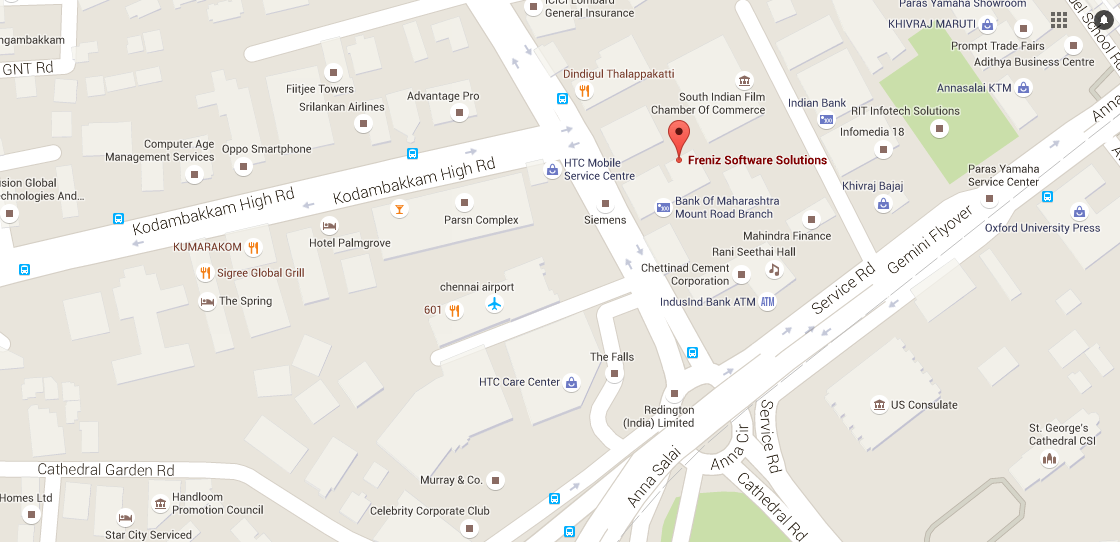 ICICI Lombard
General Insurance
Paras Yamaha Showroom
KHIVRAJ MARUTI
Prompt Trade Fairs
Adithya Business Centre
GNT Rd
Fiitjee Towers
Srilankan Airlines
Advantage Pro
Dindigul Thalappakatti
South Indian Film
Chamber Of Commerce
Indian Bank
Annasalai KTM
RIT Infotech Solutions
Infomedia 18
Computer Age
Management Services
Oppo Smartphone
Freniz Software Solutions
HTC Mobile
Service Centre
Paras Yamaha
Service Center
Khivraj Bajaj
Kodambakkam High Rd
Kodambakkam High Rd
Technologies And...
Parsn Complex
Siemens
Bank Of Maharashtra
Mount Road Branch
Mahindra Finance
Oxford University Press
Hotel Palmgrove
KUMARAKOM
Sigree Global Grill
The Spring
Rani Seethai Hall
Chettinad Cement
Corporation
Gemini Flyover
Service Rd
IndusInd Bank ATM
ATM
chennai airport
601
The Falls
HTC Care Center
Redington
(India) Limited
US Consulate
St. George's
Cathedral CSI
Service Rd
Anna Cir
Anna Salai
Cathedral Rd
Cathedral Garden Rd
Murray & Co.
Celebrity Corporate Club
Homes Ltd
Handloom
Promotion Council
Star City Serviced